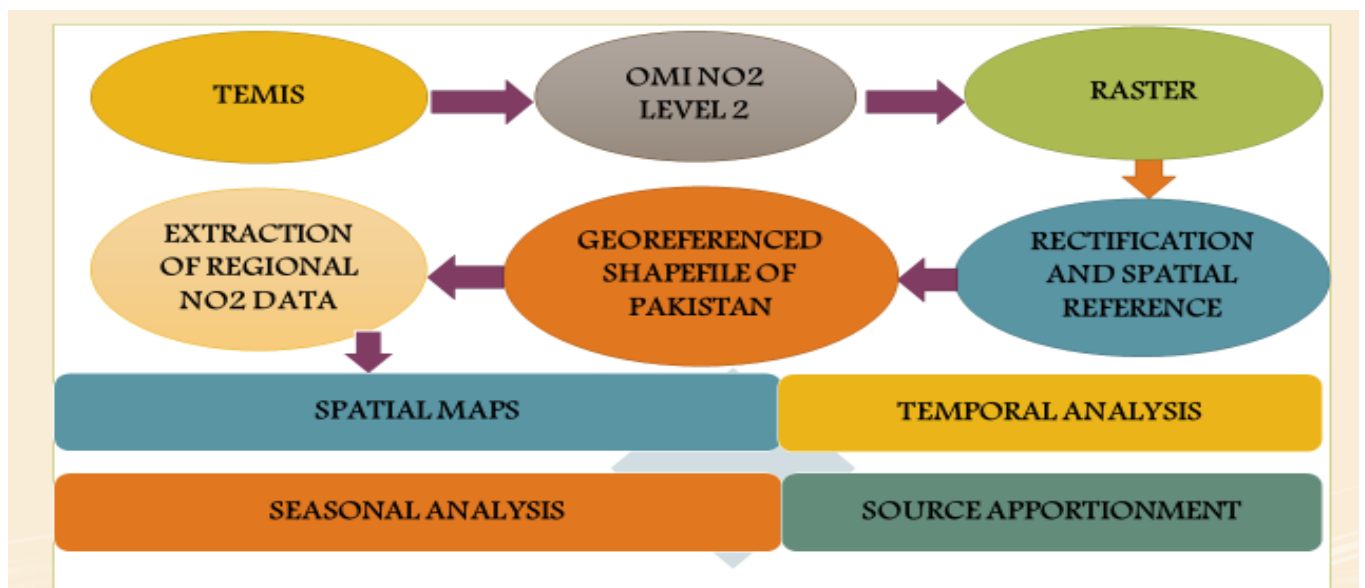 TEMIS
OMI NO2
LEVEL 2
RASTER
RECTIFICATION
AND SPATIAL
REFERENCE
GEOREFERENCED
SHAPEFILE OF
PAKISTAN
EXTRACTION
OF REGIONAL
NO2 DATA
SPATIAL MAPS
TEMPORAL ANALYSIS
SEASONAL ANALYSIS
SOURCE APPORTIONMENT